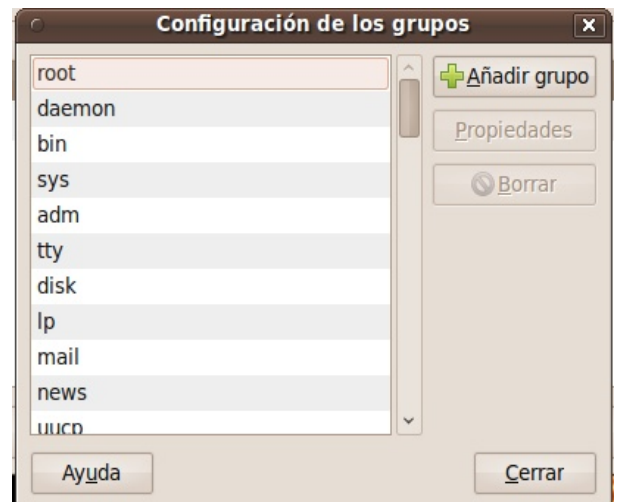 Configuración de los grupos
root
daemon
bin
sys
adm
tty
disk
lp
mail
news
uucp
Añadir grupo
Propiedades
Borrar
Ayuda
Cerrar